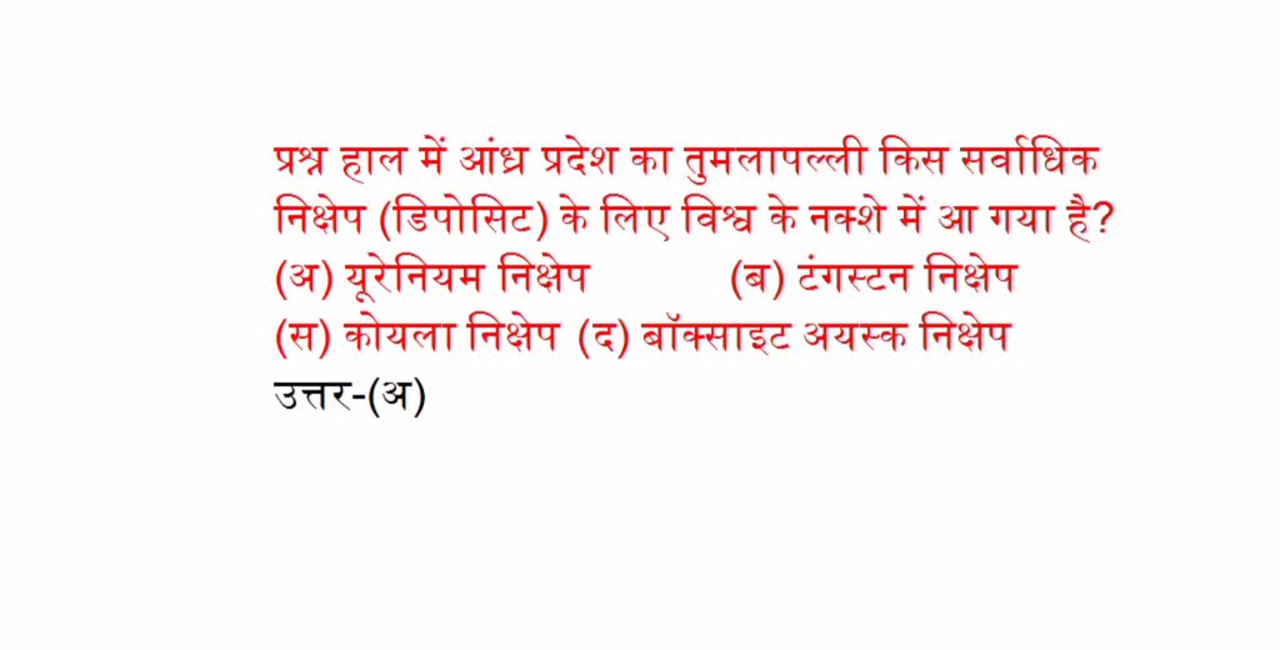 प्रश्न हाल में आंध्र प्रदेश का तुमलापल्ली किस सर्वाधिक
निक्षेप (डिपोसिट) के लिए विश्व के नक्शे में आ गया है?
(अ) यूरेनियम निक्षेप (ब) टंगस्टन निक्षेप
(स) कोयला निक्षेप (द) बॉक्साइट अयस्क निक्षेप
उत्तर-(अ)